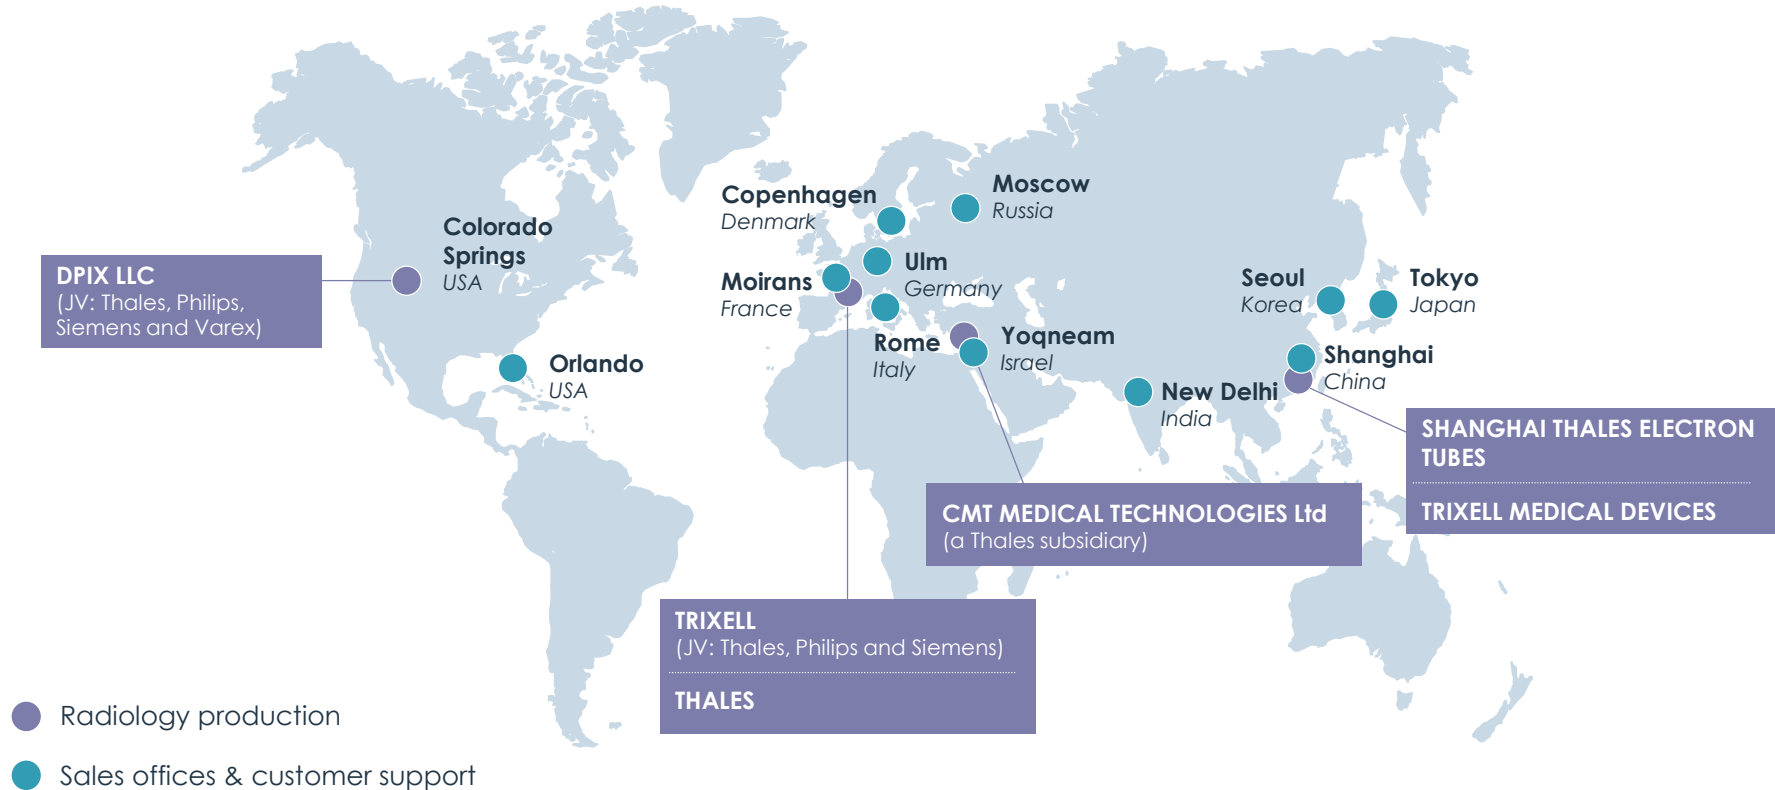 Copenhagen
Denmark
Moscow
Russia
Colorado
Springs
USA
DPIX LLC
(JV: Thales, Philips,
Siemens and Varex)
Moirans
France
Ulm
Germany
Seoul
Korea
Tokyo
Japan
Orlando
USA
Rome
Italy
Yoqneam
Israel
Shanghai
China
New Delhi
India
SHANGHAI THALES ELECTRON
TUBES
TRIXELL MEDICAL DEVICES
CMT MEDICAL TECHNOLOGIES Ltd
(a Thales subsidiary)
TRIXELL
(JV: Thales, Philips and Siemens)
THALES
Radiology production
Sales offices & customer support